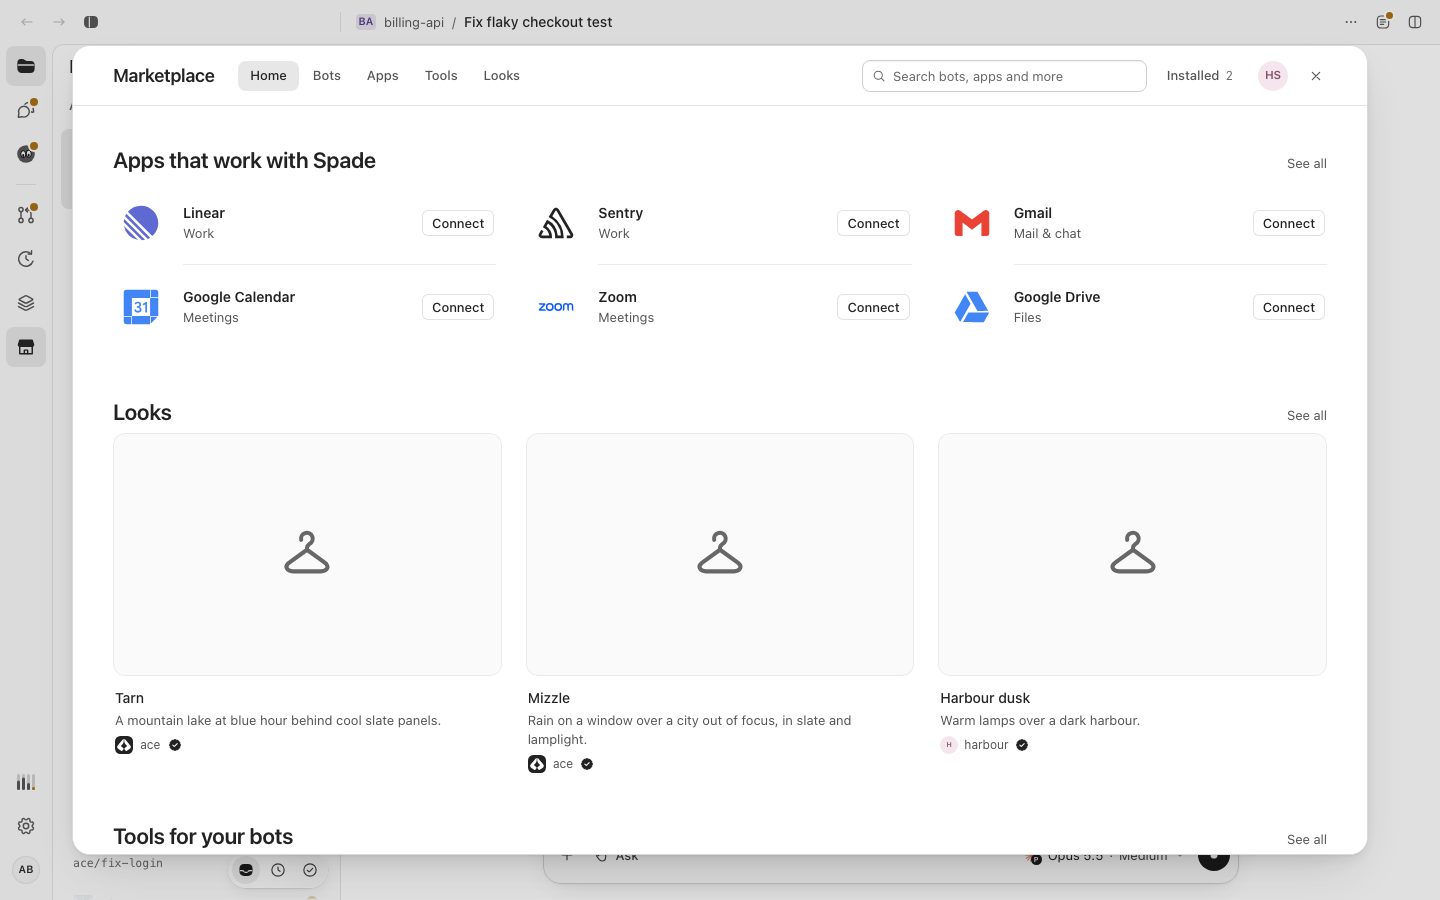 BA billing-api / Fix flaky checkout test
Marketplace
Home
Bots
Apps
Tools
Looks
Search bots, apps and more
Installed 2
HS
Apps that work with Spade
See all
Linear
Work
Connect
Sentry
Work
Connect
Gmail
Mail & chat
Connect
31
Google Calendar
Meetings
Connect
zoom
Zoom
Meetings
Connect
Google Drive
Files
Connect
Looks
See all
Tarn
A mountain lake at blue hour behind cool slate panels.
ace
Mizzle
Rain on a window over a city out of focus, in slate and
lamplight.
ace
Harbour dusk
Warm lamps over a dark harbour.
H harbour
Tools for your bots
See all
AB
ace/fix-login
Ask
Opus 5.5 · Medium